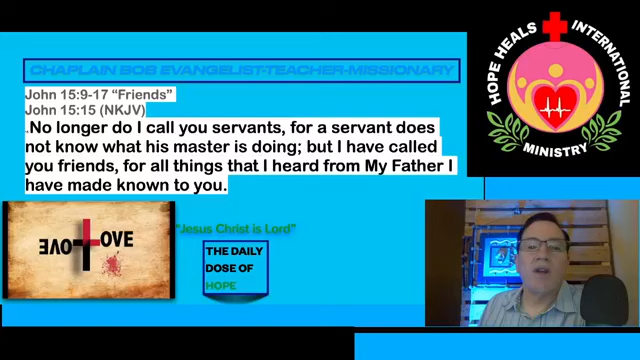 CHAPLAIN BOB EVANGELIST-TEACHER-MISSIONARY
John 15:9-17 “Friends”
John 15:15 (NKJV)
No longer do I call you servants, for a servant does
not know what his master is doing; but I have called
you friends, for all things that I heard from My Father I
have made known to you.
"Jesus Christ is Lord"
LOVE LOVE
THE DAILY
DOSE OF
HOPE
HOPE HEALS INTERNATIONAL
MINISTRY